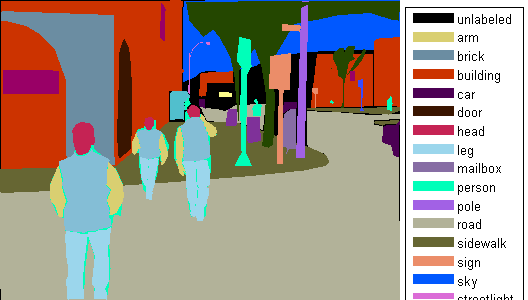 unlabeled
arm
brick
building
car
door
head
leg
mailbox
person
pole
road
sidewalk
sign
sky
streetlight